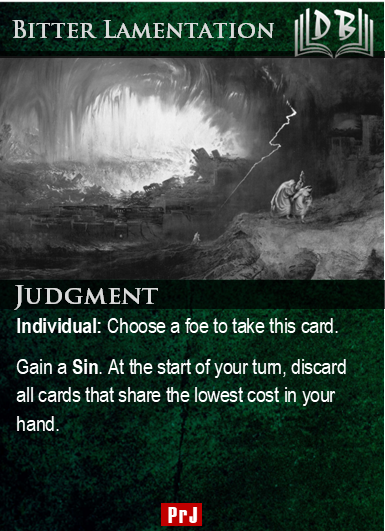 BITTER LAMENTATION
DB
JUDGMENT
Individual: Choose a foe to take this card.
Gain a Sin. At the start of your turn, discard
all cards that share the lowest cost in your
hand.
PrJ